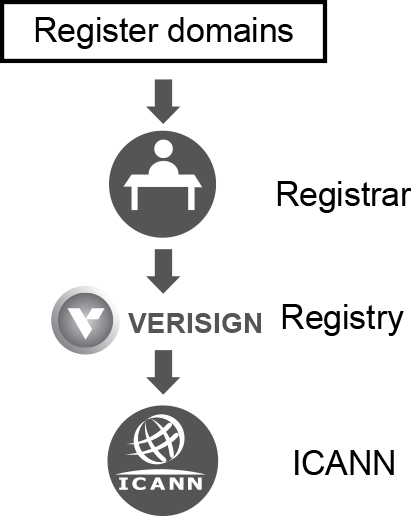 Register domains
Registrar
VERISIGN Registry
ICANN ICANN